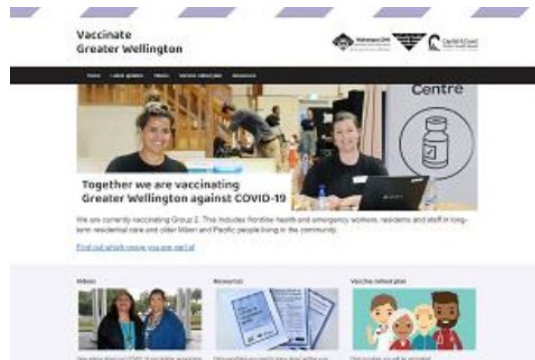 Vaccinate
Greater Wellington
Home Latest updates Videos Vaccine rollout plan Resources
Centre
Together we are vaccinating
Greater Wellington against COVID-19
We are currently vaccinating Group 2. This includes frontline health and emergency workers, residents and staff in long-
term residential care and older Māori and Pacific people living in the community.
Find out which group you are part of
Videos Resources Vaccine rollout plan